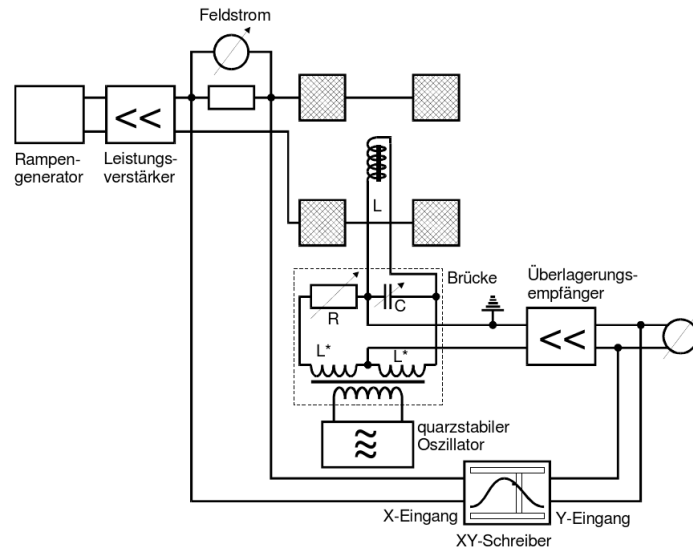 Feldstrom
Rampen-
generator
Leistungs-
verstärker
L
Brücke
Überlagerungs-
empfänger
R
C
L*
L*
quarzstabiler
Oszillator
X-Eingang
Y-Eingang
XY-Schreiber